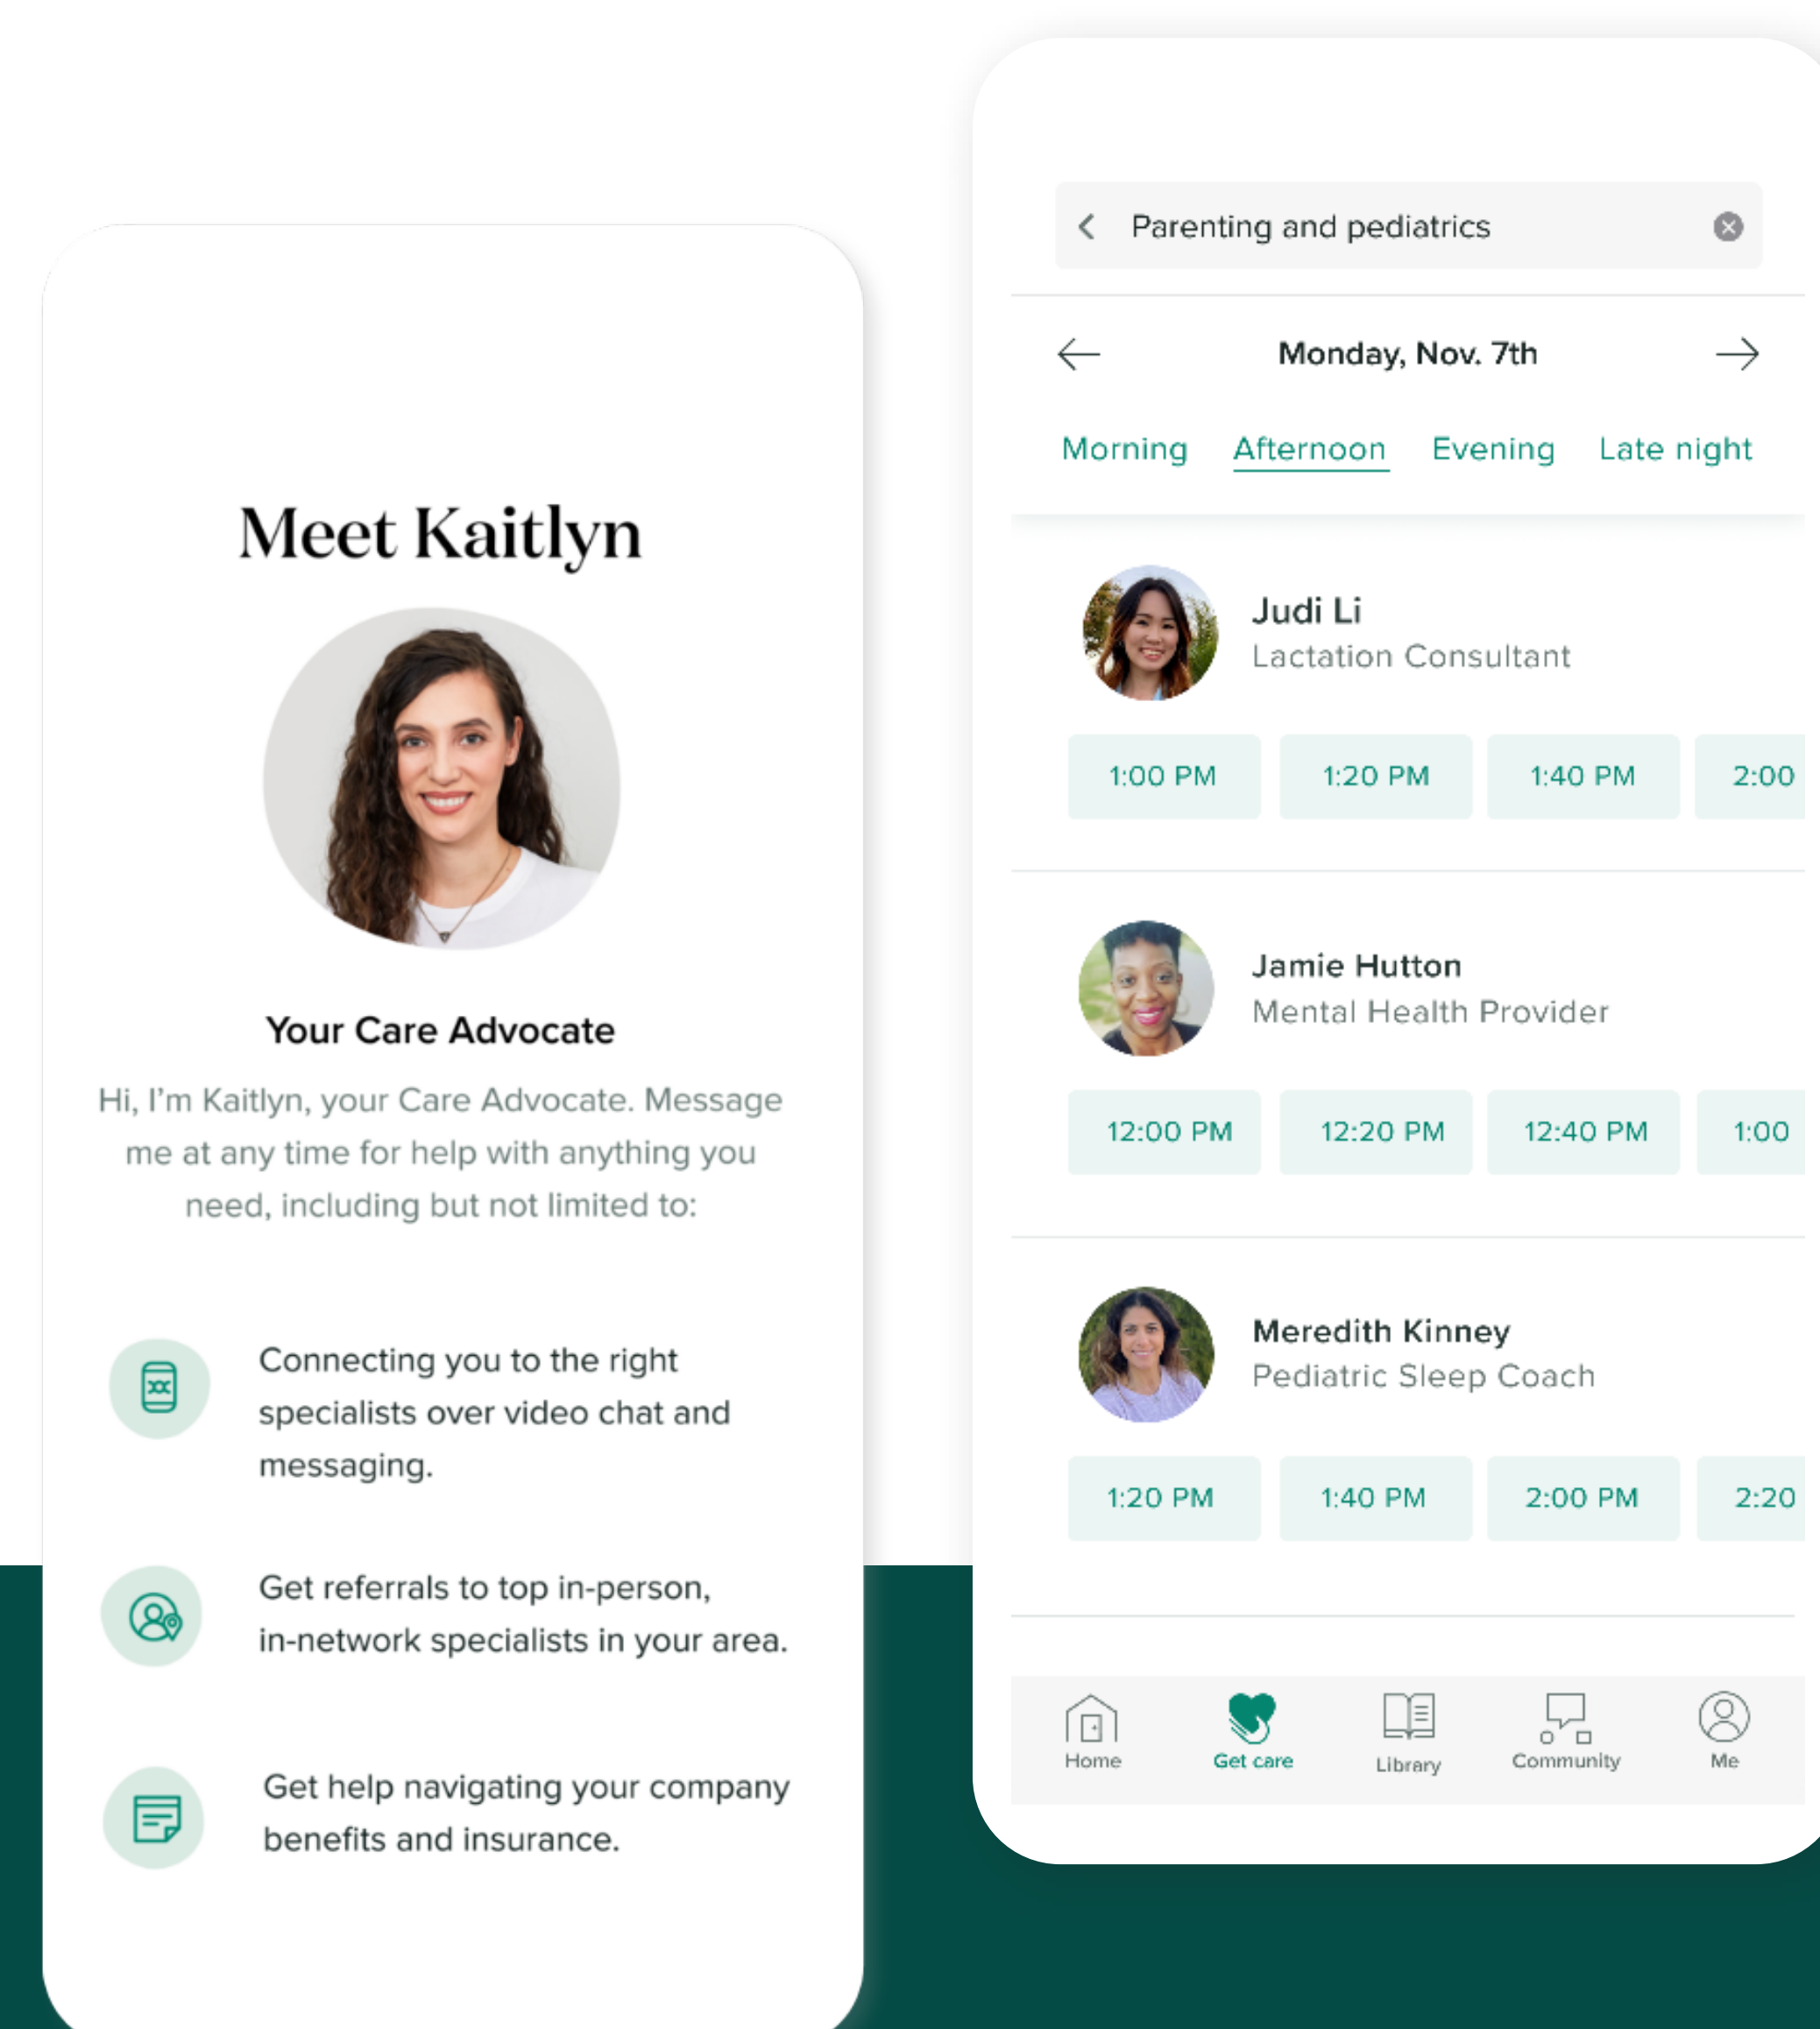 Meet Kaitlyn
Your Care Advocate
Hi, I’m Kaitlyn, your Care Advocate. Message
me at any time for help with anything you
need, including but not limited to:
Connecting you to the right
specialists over video chat and
messaging.
Get referrals to top in-person,
in-network specialists in your area.
Get help navigating your company
benefits and insurance.
Parenting and pediatrics
Monday, Nov. 7th
Morning Afternoon Evening Late night
Judi Li
Lactation Consultant
1:00 PM 1:20 PM 1:40 PM 2:00
Jamie Hutton
Mental Health Provider
12:00 PM 12:20 PM 12:40 PM 1:00
Meredith Kinney
Pediatric Sleep Coach
1:20 PM 1:40 PM 2:00 PM 2:20
Home Get care Library Community Me